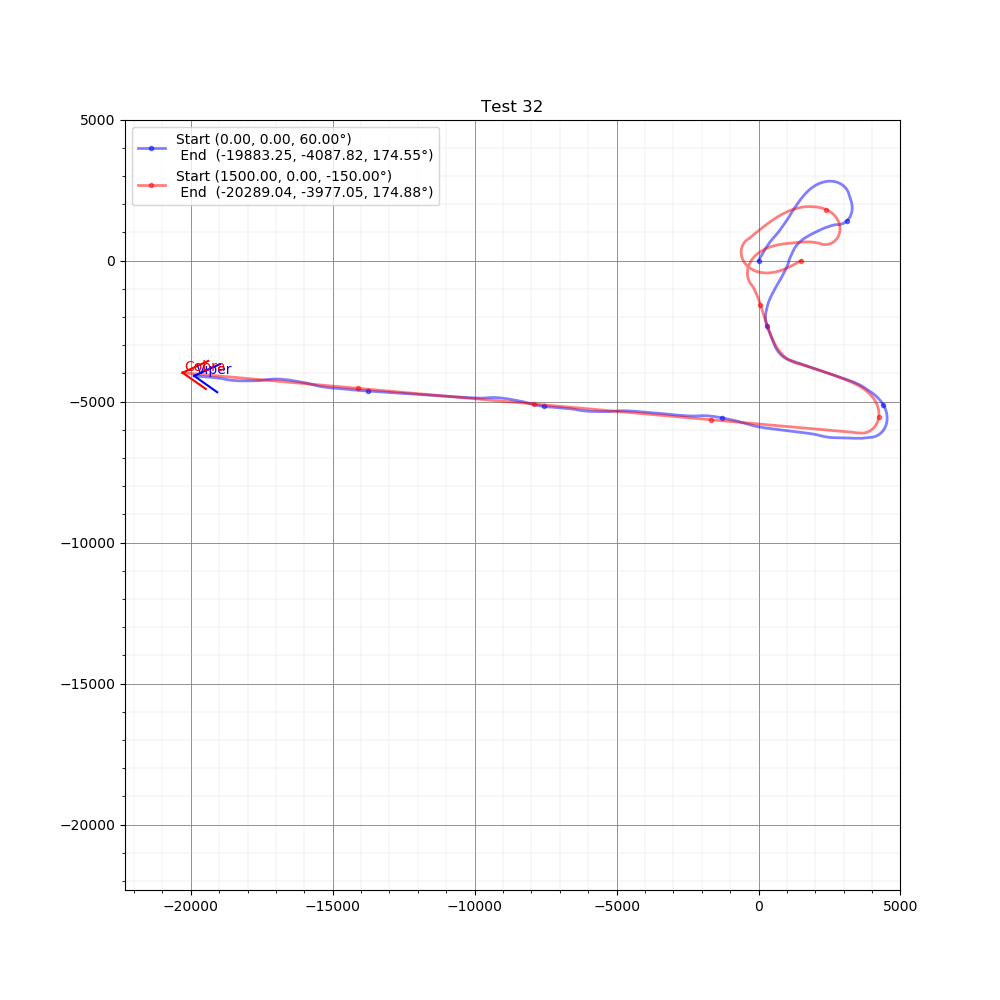 Test 32
Start (0.00, 0.00, 60.00°)
End (-19883.25, -4087.82, 174.55°)
Start (1500.00, 0.00, -150.00°)
End (-20289.04, -3977.05, 174.88°)
5000
0
−5000
−10000
−15000
−20000
Viper
−20000 −15000 −10000 −5000 0 5000